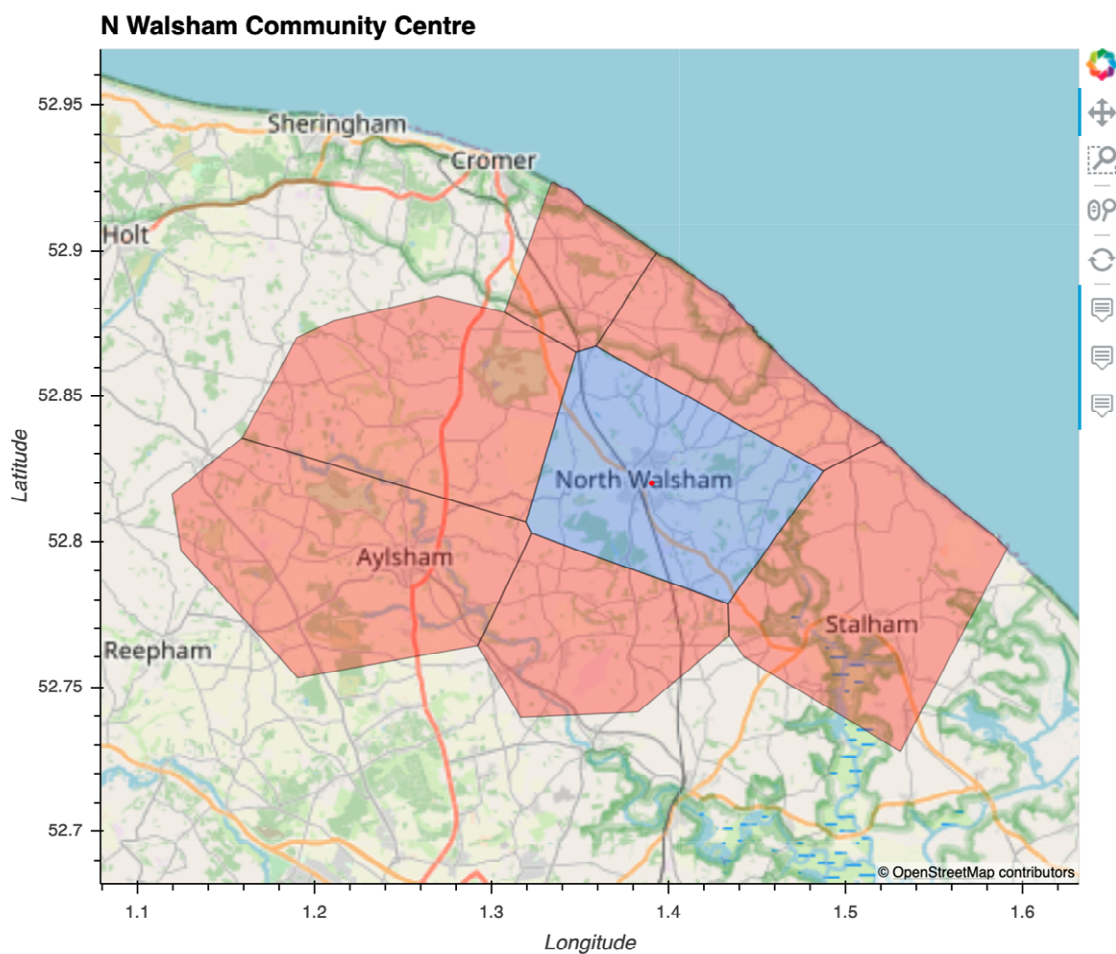 N Walsham Community Centre
52.95
52.9
52.85
52.8
52.75
52.7
Latitude
Sheringham
Cromer
Holt
North Walsham
Aylsham
Stalham
Reepham
© OpenStreetMap contributors
1.1
1.2
1.3
1.4
1.5
1.6
Longitude